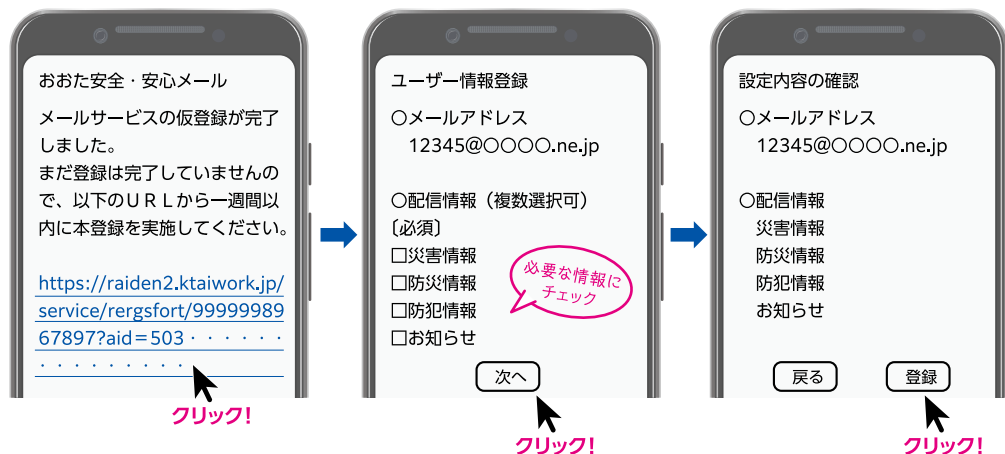 おおた安全・安心メール
メールサービスの仮登録が完了
しました。
まだ登録は完了していませんの
で、以下のＵＲＬから一週間以
内に本登録を実施してください。
https://raiden2.ktaiwork.jp/
service/rergsfort/99999989
67897?aid=503・・・・・・
・・・・・・・・・
クリック！
ユーザー情報登録
○メールアドレス
12345@○○○○.ne.jp
○配信情報（複数選択可）
〔必須〕
□災害情報
□防災情報
□防犯情報
□お知らせ
必要な情報に
チェック
次へ
クリック！
設定内容の確認
○メールアドレス
12345@○○○○.ne.jp
○配信情報
災害情報
防災情報
防犯情報
お知らせ
戻る 登録
クリック！